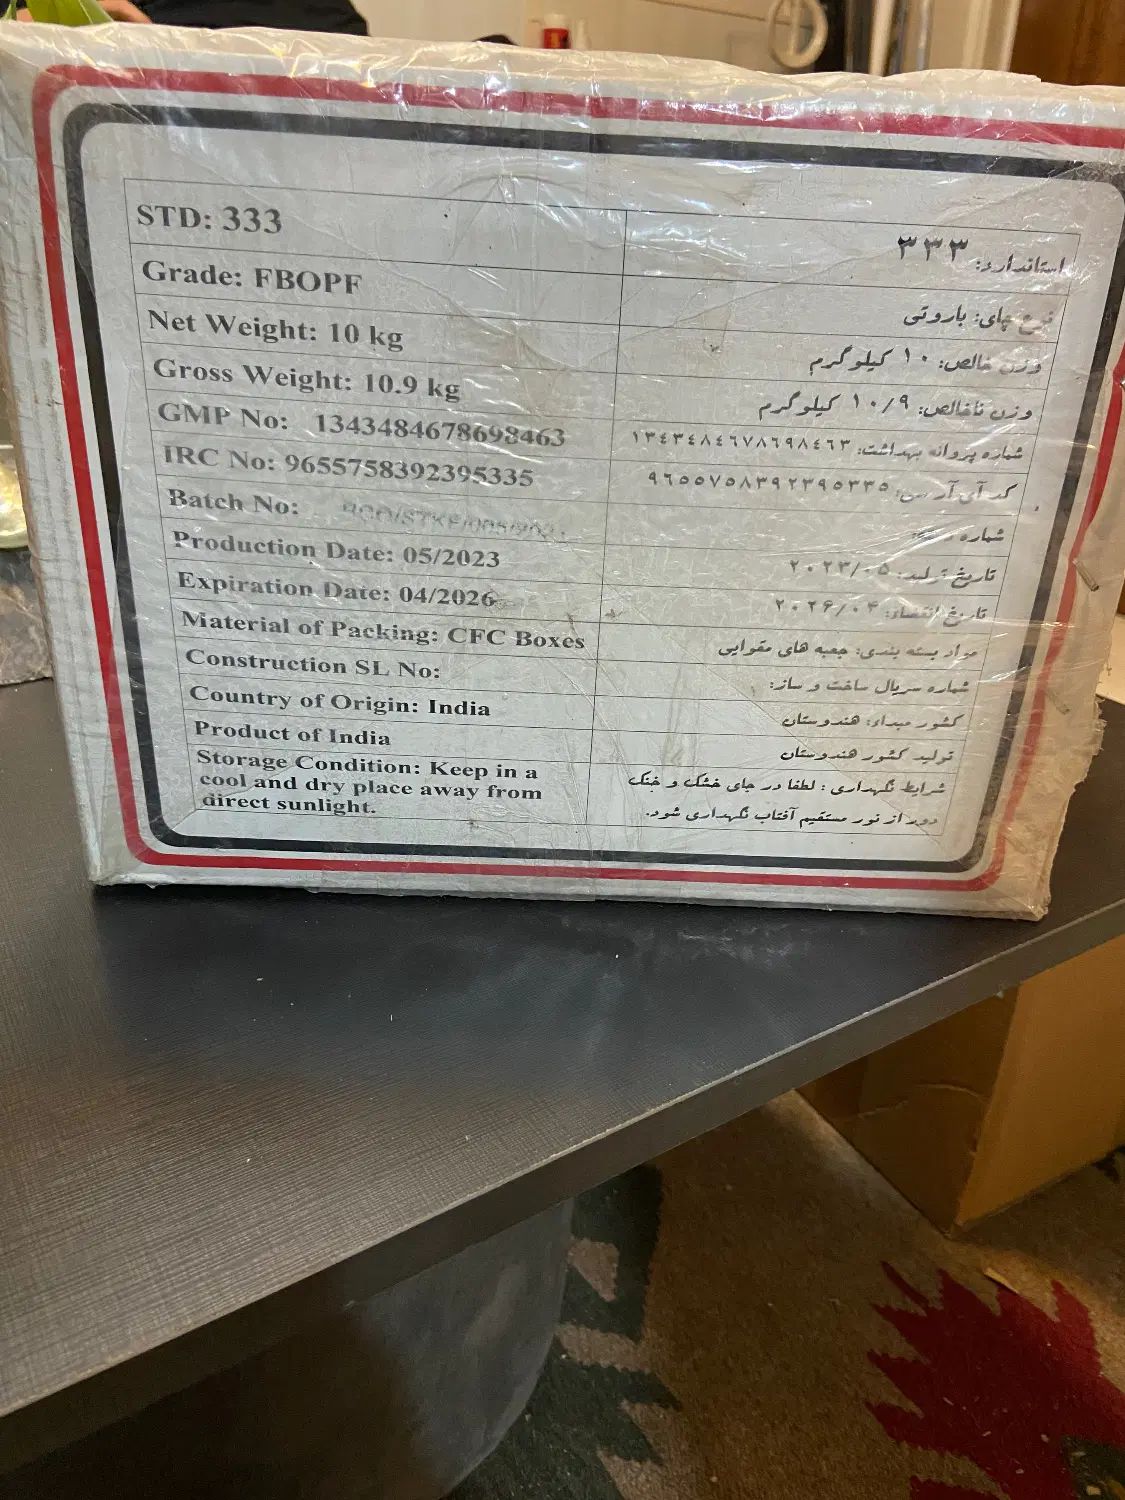 STD: 333
استاندارد: ۳۳۳
Grade: FBOPF
نوع چای: باروتی
Net Weight: 10 kg
وزن خالص: ۱۰ کیلوگرم
Gross Weight: 10.9 kg
وزن ناخالص: ۱۰/۹ کیلوگرم
GMP No: 1343484678698463
شماره پروانه بهداشت: ۱۳٤۳٤۸٤٦۷۸٦۹۸٤٦۳
IRC No: 9655758392395335
کد آی آر سی: ۹٦٥٥۷٥۸۳۹۲۳۹٥۳۳٥
Batch No:
شماره
Production Date: 05/2023
تاریخ تولید: ۲۰۲۳/۰٥
Expiration Date: 04/2026
تاریخ انقضاء: ۲۰۲۶/۰۴
Material of Packing: CFC Boxes
مواد بسته بندی: جعبه های مقوایی
Construction SL No:
شماره سریال ساخت و ساز:
Country of Origin: India
کشور مبداء: هندوستان
Product of India
تولید کشور هندوستان
Storage Condition: Keep in a
cool and dry place away from
direct sunlight.
شرایط نگهداری : لطفا در جای خشک و خنک
دور از نور مستقیم آفتاب نگهداری شود.